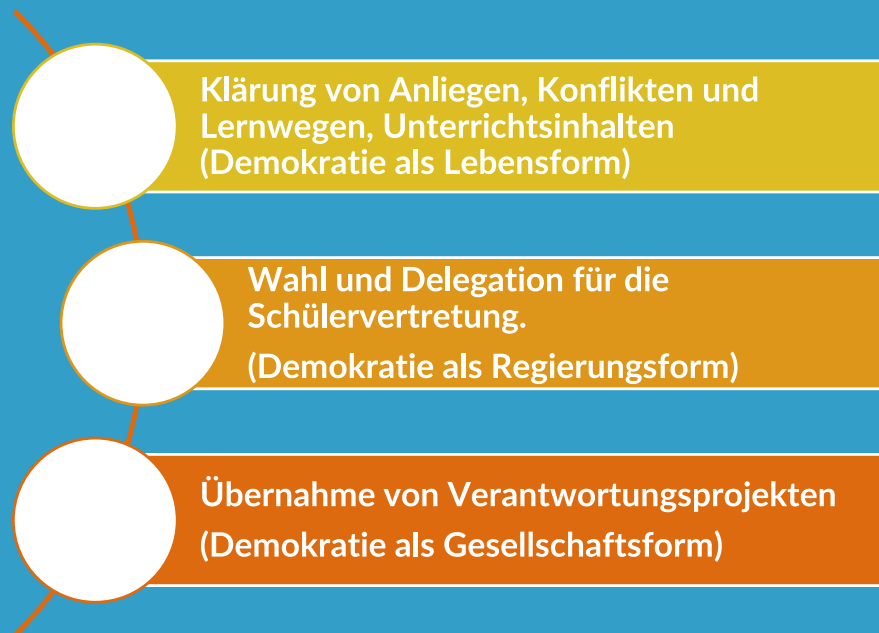 Klärung von Anliegen, Konflikten und
Lernwegen, Unterrichtsinhalten
(Demokratie als Lebensform)
Wahl und Delegation für die
Schülervertretung.
(Demokratie als Regierungsform)
Übernahme von Verantwortungsprojekten
(Demokratie als Gesellschaftsform)